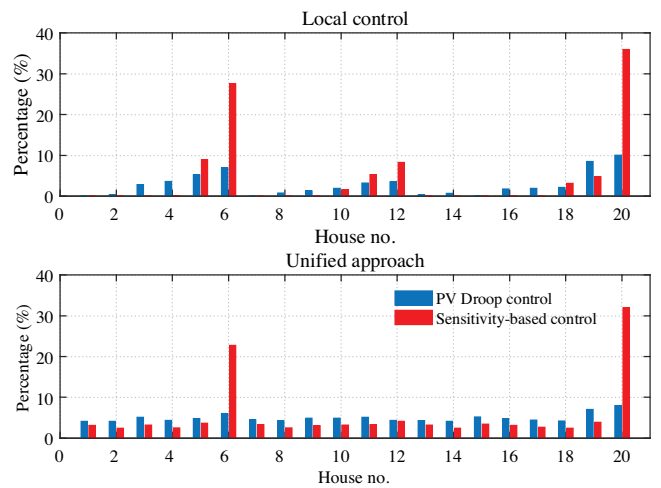 Local control
40
30
20
10
0
Percentage (%)
0 2 4 6 8 10 12 14 16 18 20
House no.
Unified approach
40
30
20
10
0
Percentage (%)
PV Droop control
Sensitivity-based control
0 2 4 6 8 10 12 14 16 18 20
House no.